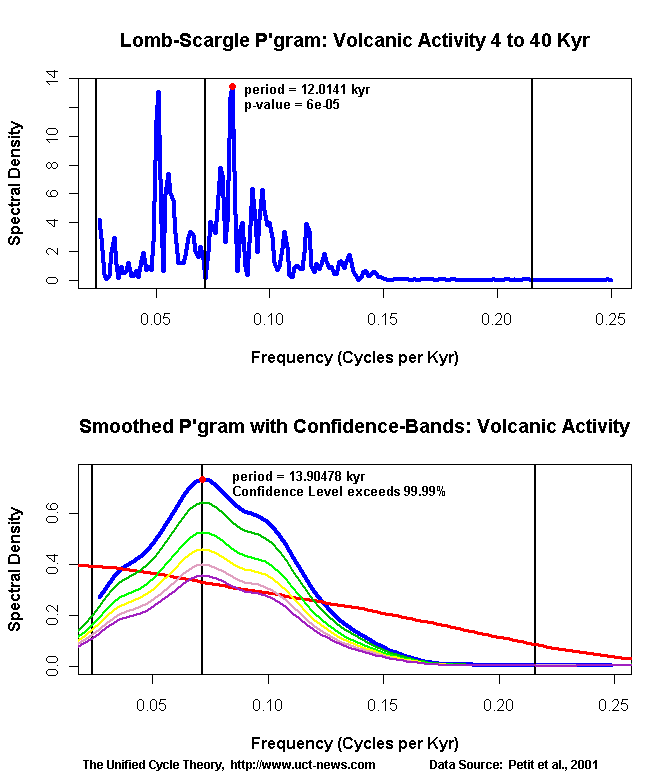 Lomb-Scargle P'gram: Volcanic Activity 4 to 40 Kyr
period = 12.0141 kyr
p-value = 6e-05
Spectral Density
14
10
8
6
4
2
0
0.05 0.10 0.15 0.20 0.25
Frequency (Cycles per Kyr)
Smoothed P'gram with Confidence-Bands: Volcanic Activity
period = 13.90478 kyr
Confidence Level exceeds 99.99%
Spectral Density
0.6
0.4
0.2
0.0
0.05 0.10 0.15 0.20 0.25
Frequency (Cycles per Kyr)
The Unified Cycle Theory, http://www.uct-news.com Data Source: Petit et al., 2001